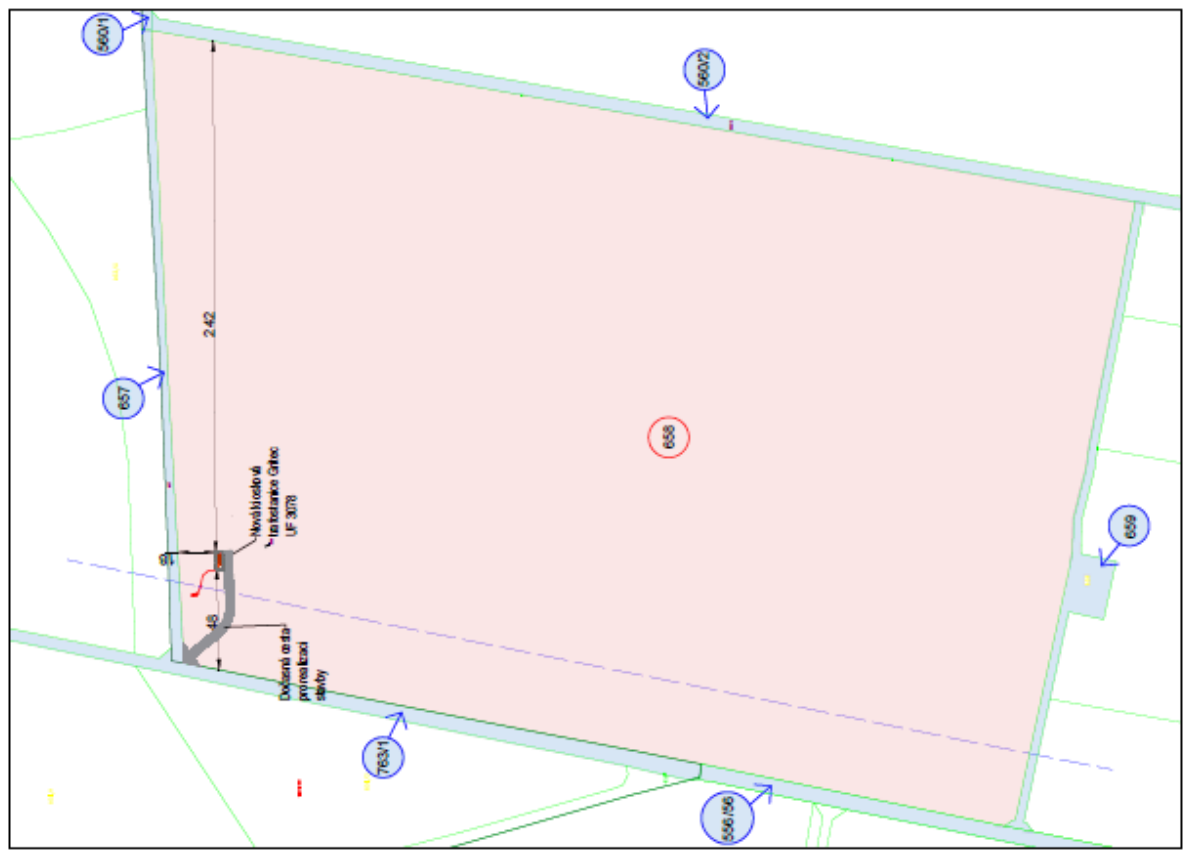 560/1
560/2
242
657
658
Nová kiosková
trafostanice Gritec
UF 3078
659
48
Dočasná cesta
pro realizaci
stavby
763/1
556/56